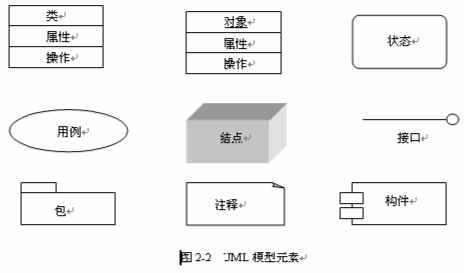 类
属性
操作
对象
属性
操作
状态
用例
结点
接口
包
注释
构件
图 2-2 UML 模型元素